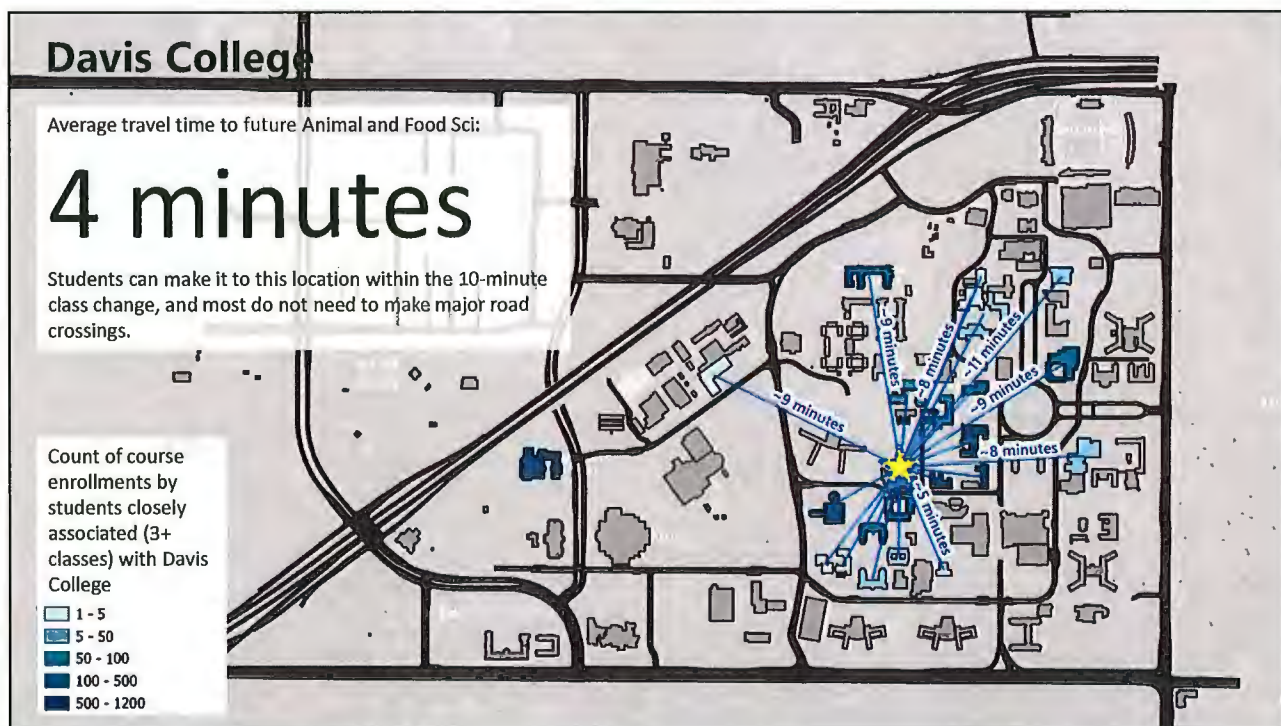 Davis College
Average travel time to future Animal and Food Sci:
4 minutes
Students can make it to this location within the 10-minute
class change, and most do not need to make major road
crossings.
~9 minutes
~8 minutes
~11 minutes
~9 minutes
~9 minutes
~8 minutes
~5 minutes
Count of course
enrollments by
students closely
associated (3+
classes) with Davis
College
1 - 5
5 - 50
50 - 100
100 - 500
500 - 1200